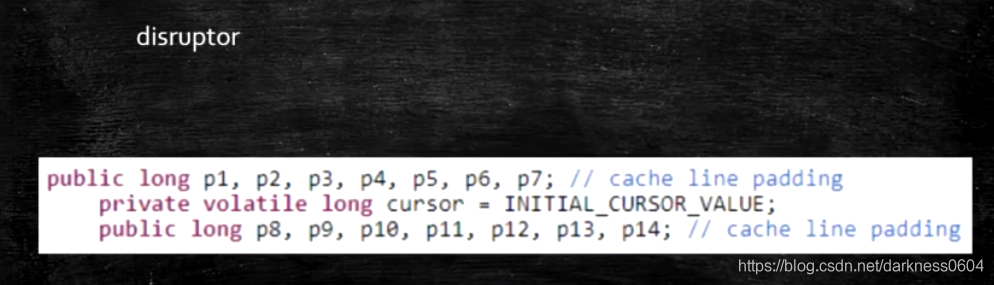 disruptor
public long p1, p2, p3, p4, p5, p6, p7; // cache line padding
private volatile long cursor = INITIAL_CURSOR_VALUE;
public long p8, p9, p10, p11, p12, p13, p14; // cache line padding
https://blog.csdn.net/darkness0604